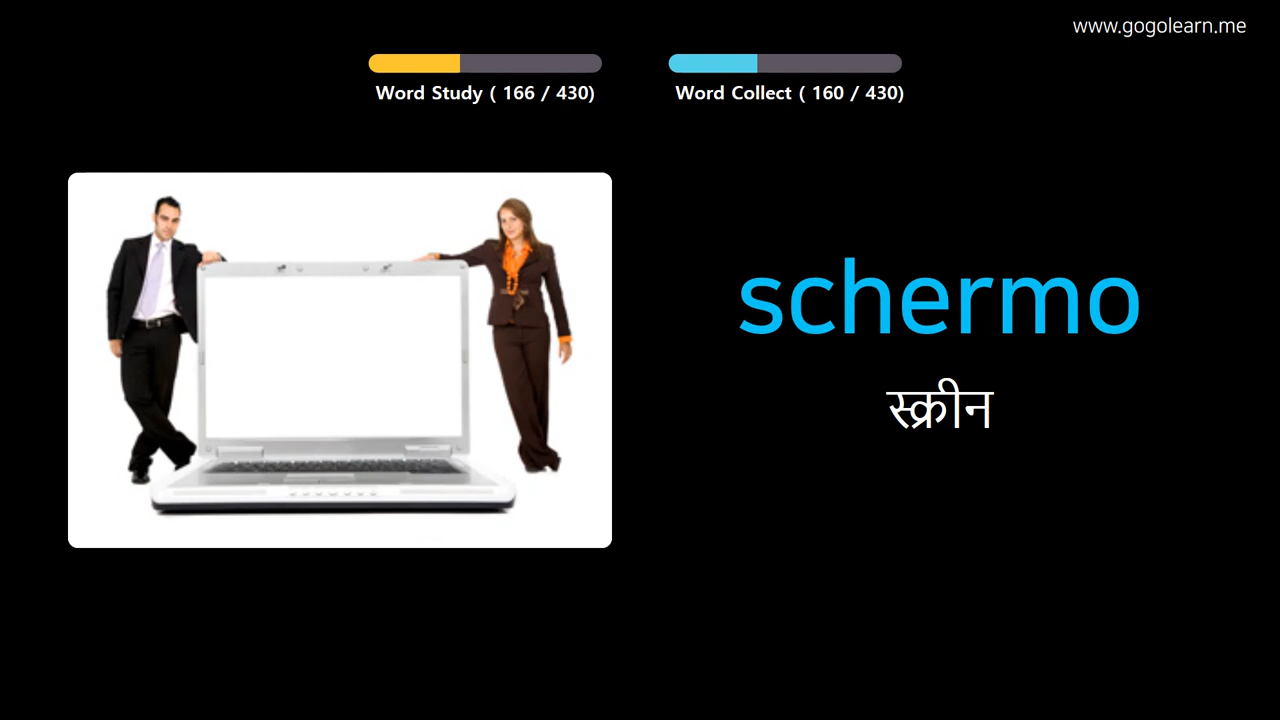 www.gogolearn.me
Word Study ( 166 / 430)
Word Collect ( 160 / 430)
schermo
स्क्रीन